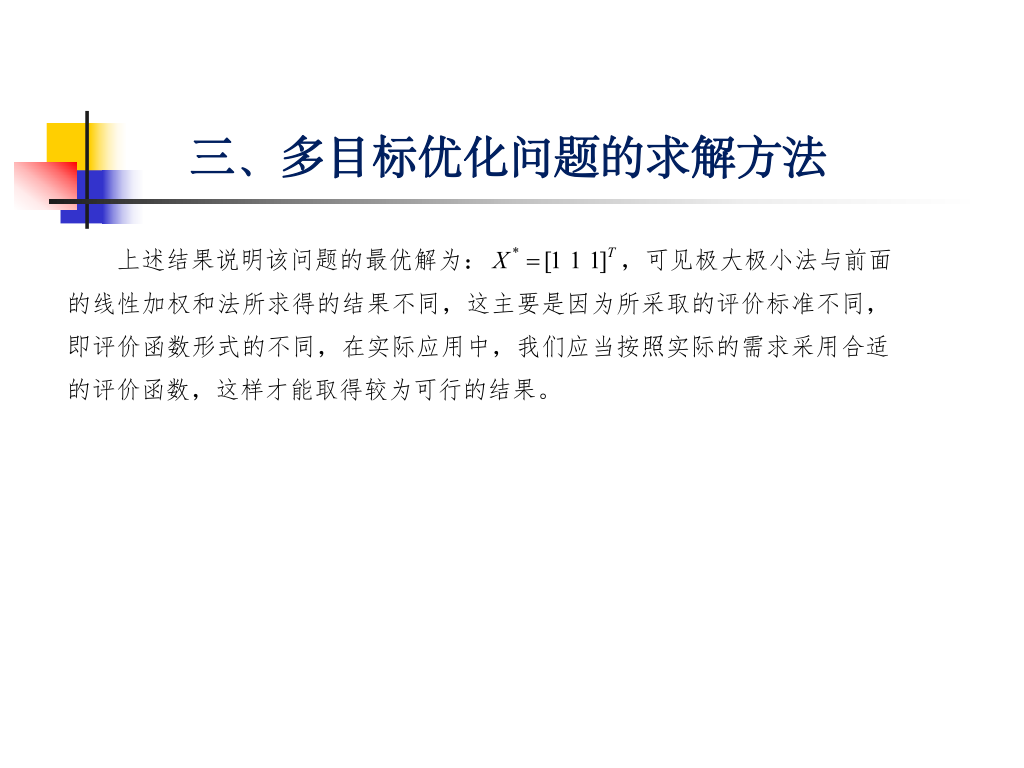 三、多目标优化问题的求解方法
上述结果说明该问题的最优解为：X* =[1 1 1]ᵀ，可见极大极小法与前面
的线性加权和法所求得的结果不同，这主要是因为所采取的评价标准不同，
即评价函数形式的不同，在实际应用中，我们应当按照实际的需求采用合适
的评价函数，这样才能取得较为可行的结果。